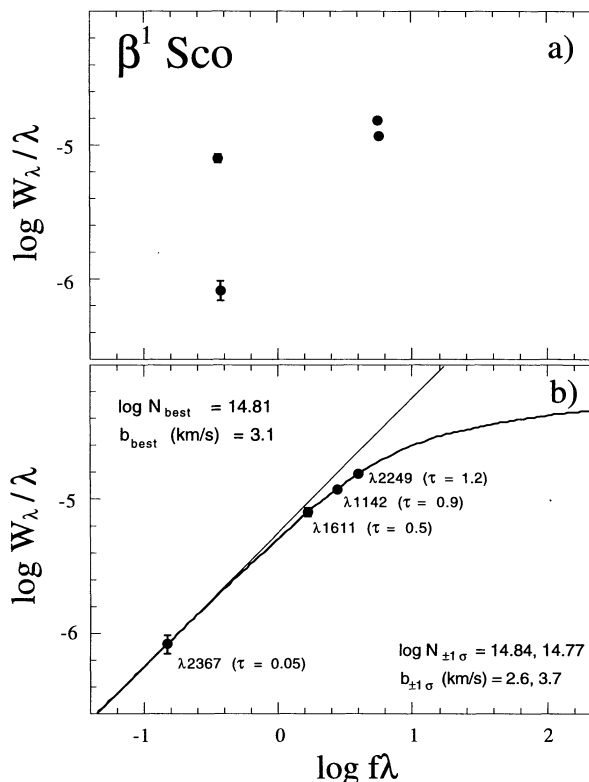 β¹ Sco
a)
-5
-6
log W_λ/λ
b)
log N_best = 14.81
b_best (km/s) = 3.1
λ2249 (τ = 1.2)
λ1142 (τ = 0.9)
λ1611 (τ = 0.5)
-5
log W_λ/λ
-6
λ2367 (τ = 0.05)
log N_±1σ = 14.84, 14.77
b_±1σ (km/s) = 2.6, 3.7
-1 0 1 2
log fλ